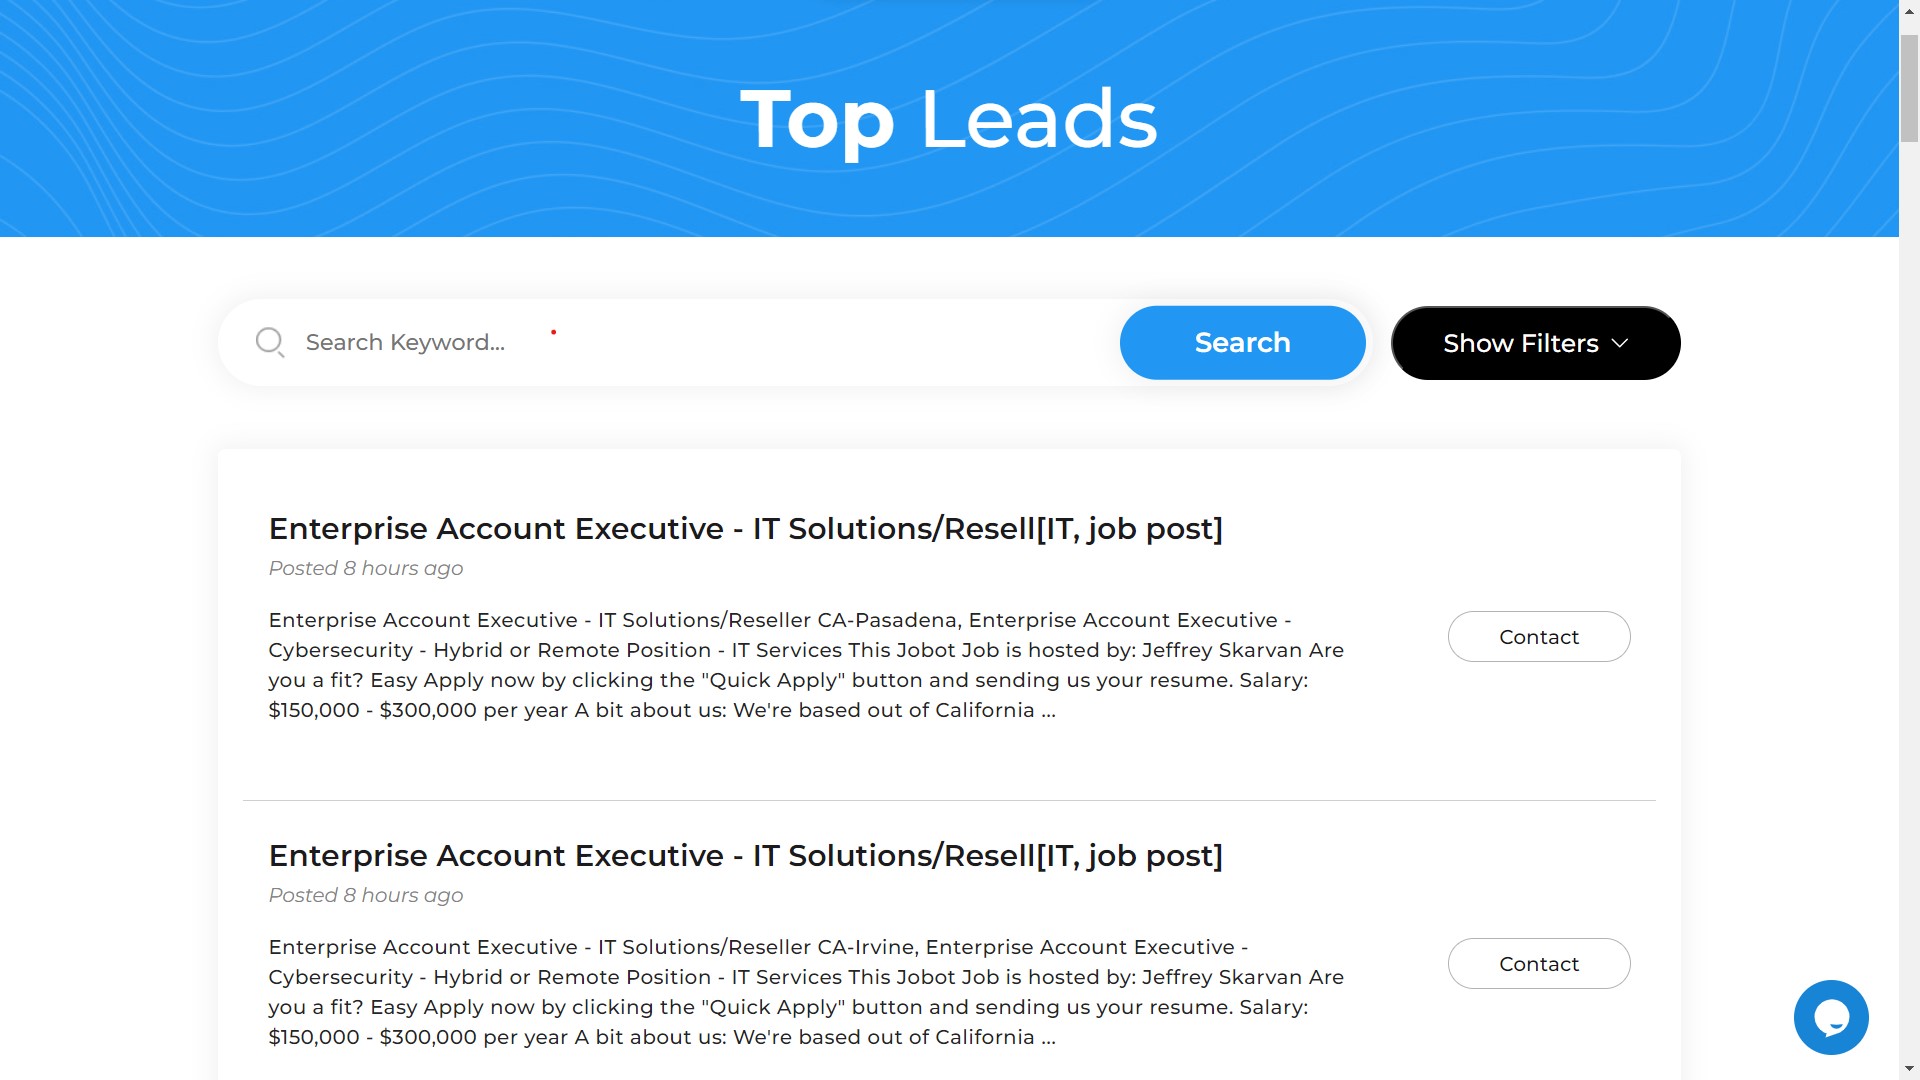 Top Leads
Search Keyword...
Search
Show Filters
Enterprise Account Executive - IT Solutions/Resell[IT, job post]
Posted 8 hours ago
Enterprise Account Executive - IT Solutions/Reseller CA-Pasadena, Enterprise Account Executive -
Cybersecurity - Hybrid or Remote Position - IT Services This Jobot Job is hosted by: Jeffrey Skarvan Are
you a fit? Easy Apply now by clicking the "Quick Apply" button and sending us your resume. Salary:
$150,000 - $300,000 per year A bit about us: We're based out of California ...
Contact
Enterprise Account Executive - IT Solutions/Resell[IT, job post]
Posted 8 hours ago
Enterprise Account Executive - IT Solutions/Reseller CA-Irvine, Enterprise Account Executive -
Cybersecurity - Hybrid or Remote Position - IT Services This Jobot Job is hosted by: Jeffrey Skarvan Are
you a fit? Easy Apply now by clicking the "Quick Apply" button and sending us your resume. Salary:
$150,000 - $300,000 per year A bit about us: We're based out of California ...
Contact